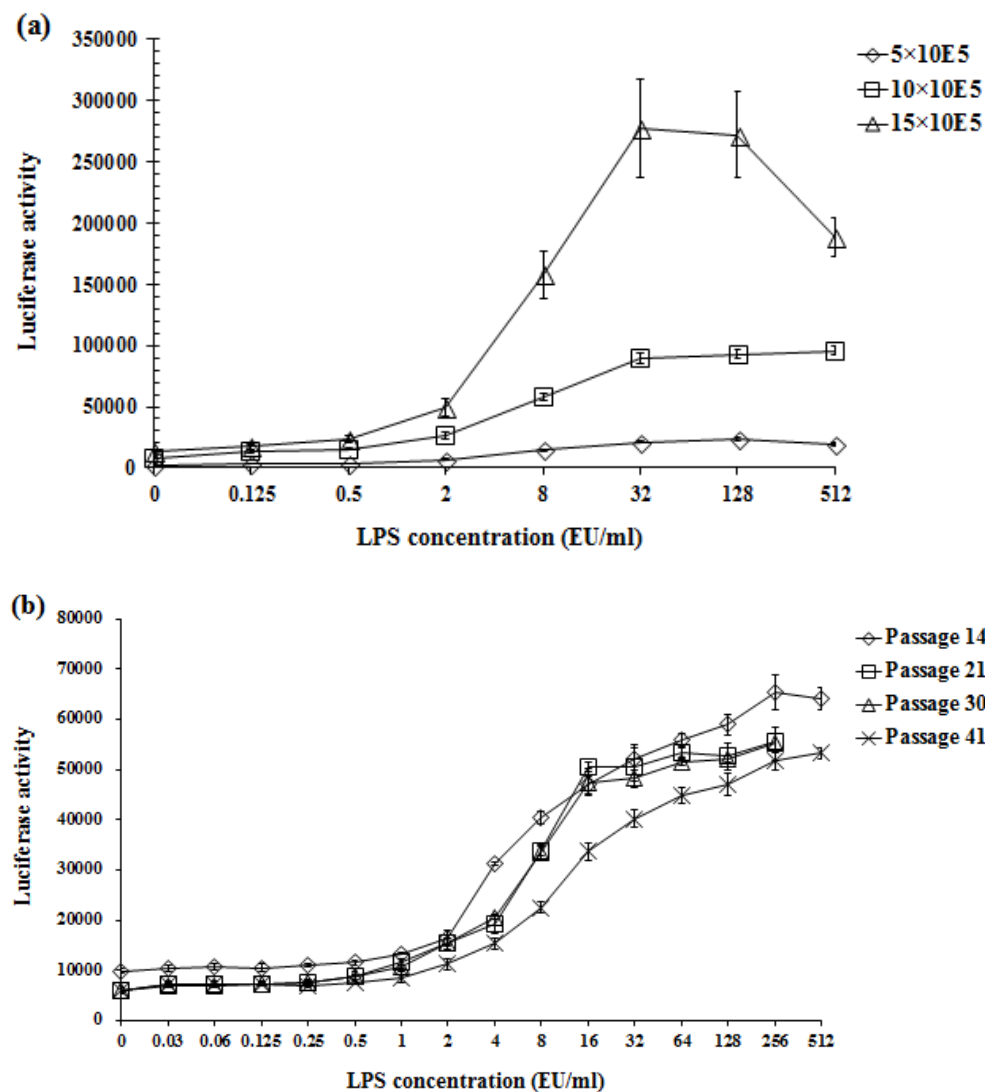 (a)
350000
300000
250000
200000
150000
100000
50000
0
Luciferase activity
0 0.125 0.5 2 8 32 128 512
LPS concentration (EU/ml)
5×10E5
10×10E5
15×10E5
(b)
80000
70000
60000
50000
40000
30000
20000
10000
0
Luciferase activity
0 0.03 0.06 0.125 0.25 0.5 1 2 4 8 16 32 64 128 256 512
LPS concentration (EU/ml)
Passage 14
Passage 21
Passage 30
Passage 41